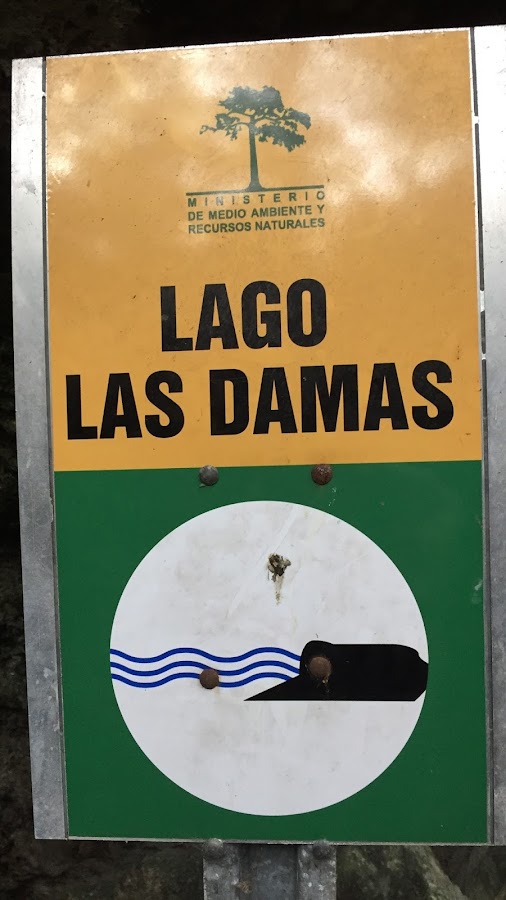 MINISTERIO
DE MEDIO AMBIENTE Y
RECURSOS NATURALES
LAGO
LAS DAMAS